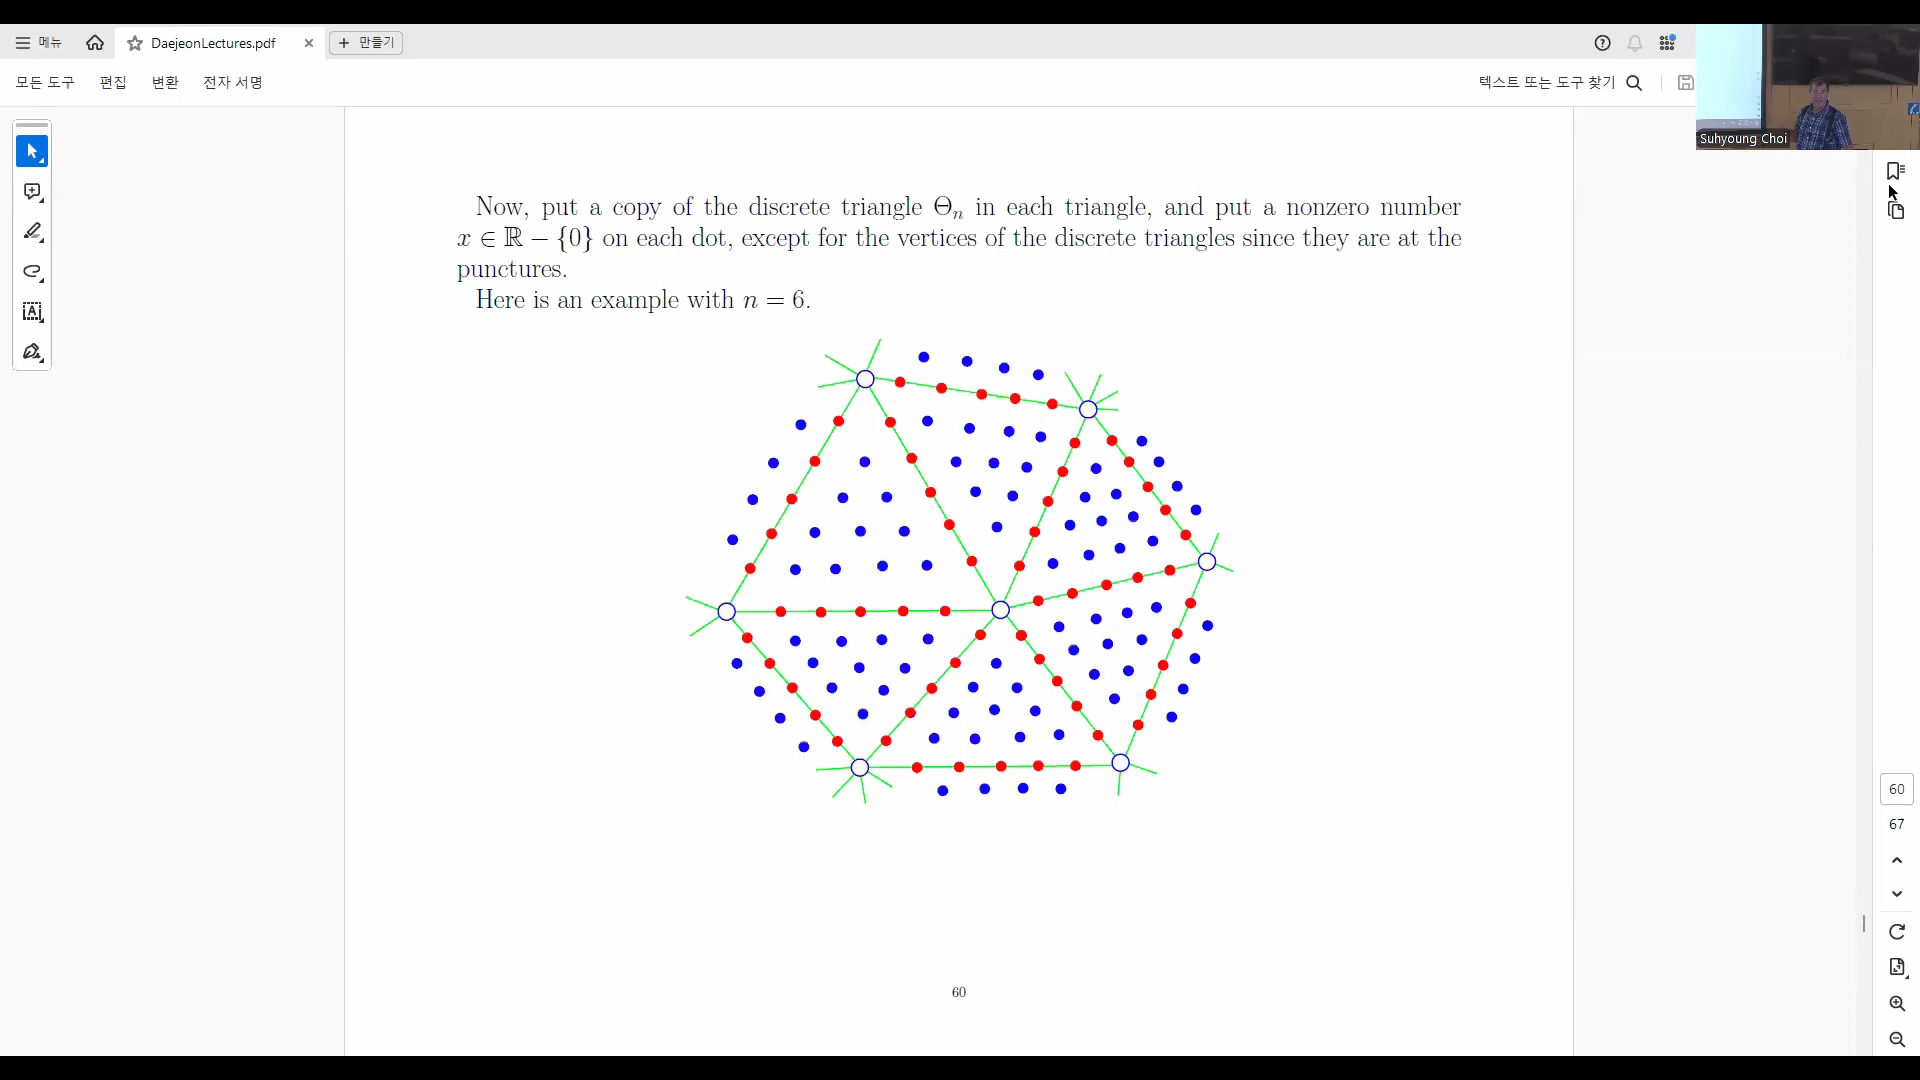 메뉴
DaejeonLectures.pdf
만들기
모든 도구 편집 변환 전자 서명
텍스트 또는 도구 찾기
Suhyoung Choi
Now, put a copy of the discrete triangle Θₙ in each triangle, and put a nonzero number
x ∈ ℝ − {0} on each dot, except for the vertices of the discrete triangles since they are at the
punctures.
Here is an example with n = 6.
60
60
67